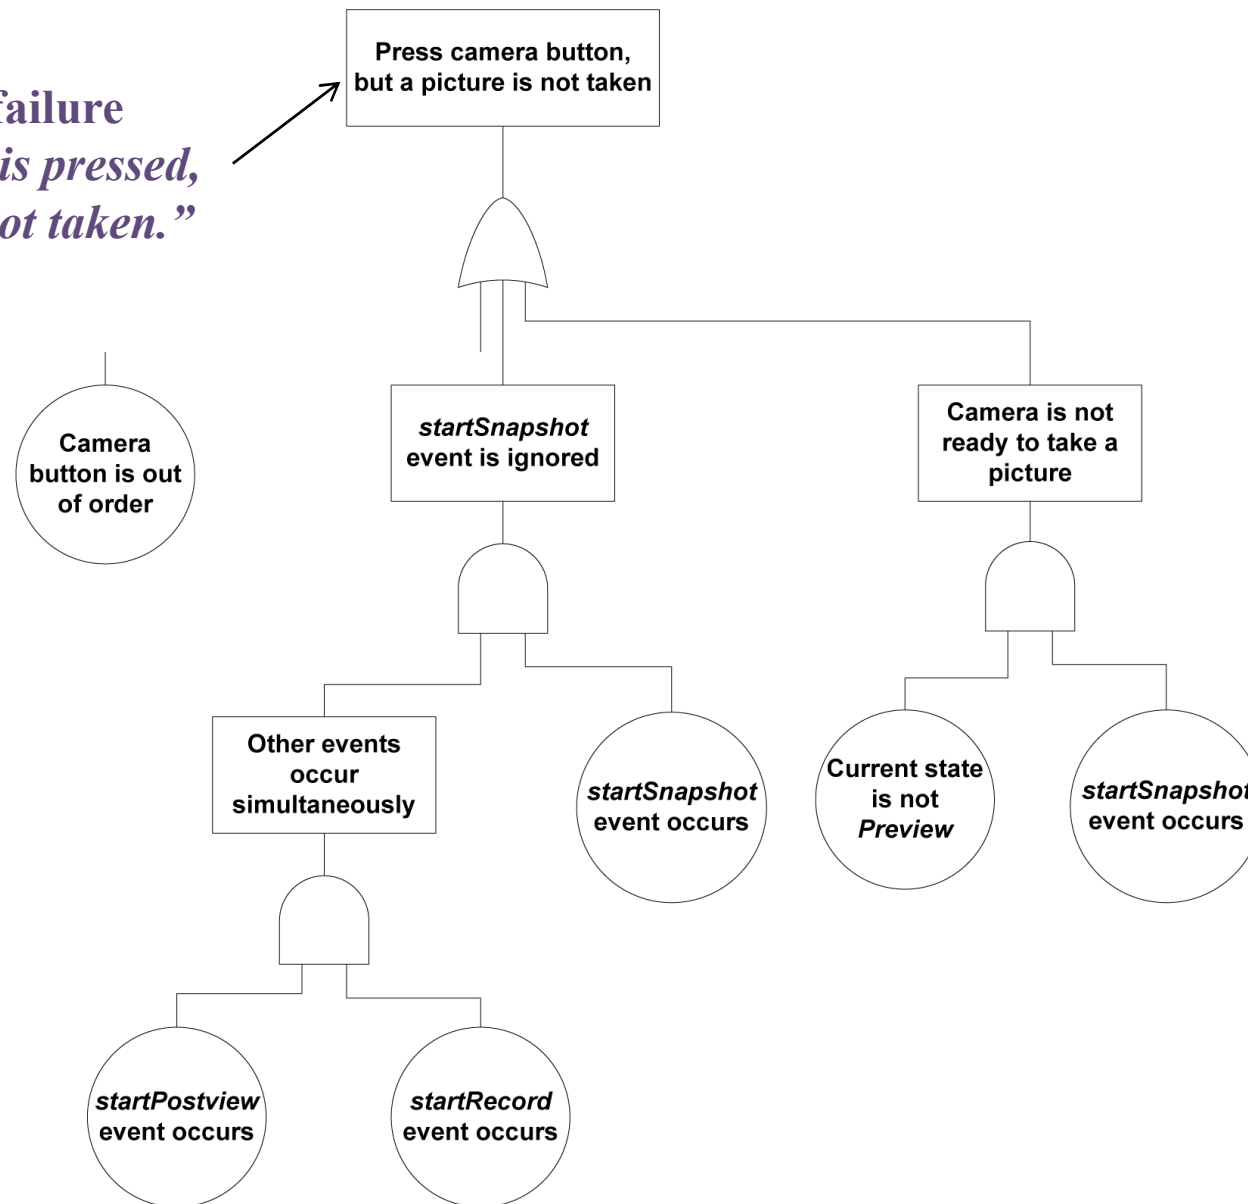 Press camera button,
but a picture is not taken
failure
is pressed,
ot taken.”
Camera
button is out
of order
startSnapshot
event is ignored
Camera is not
ready to take a
picture
Other events
occur
simultaneously
startSnapshot
event occurs
Current state
is not
Preview
startSnapshot
event occurs
startPostview
event occurs
startRecord
event occurs